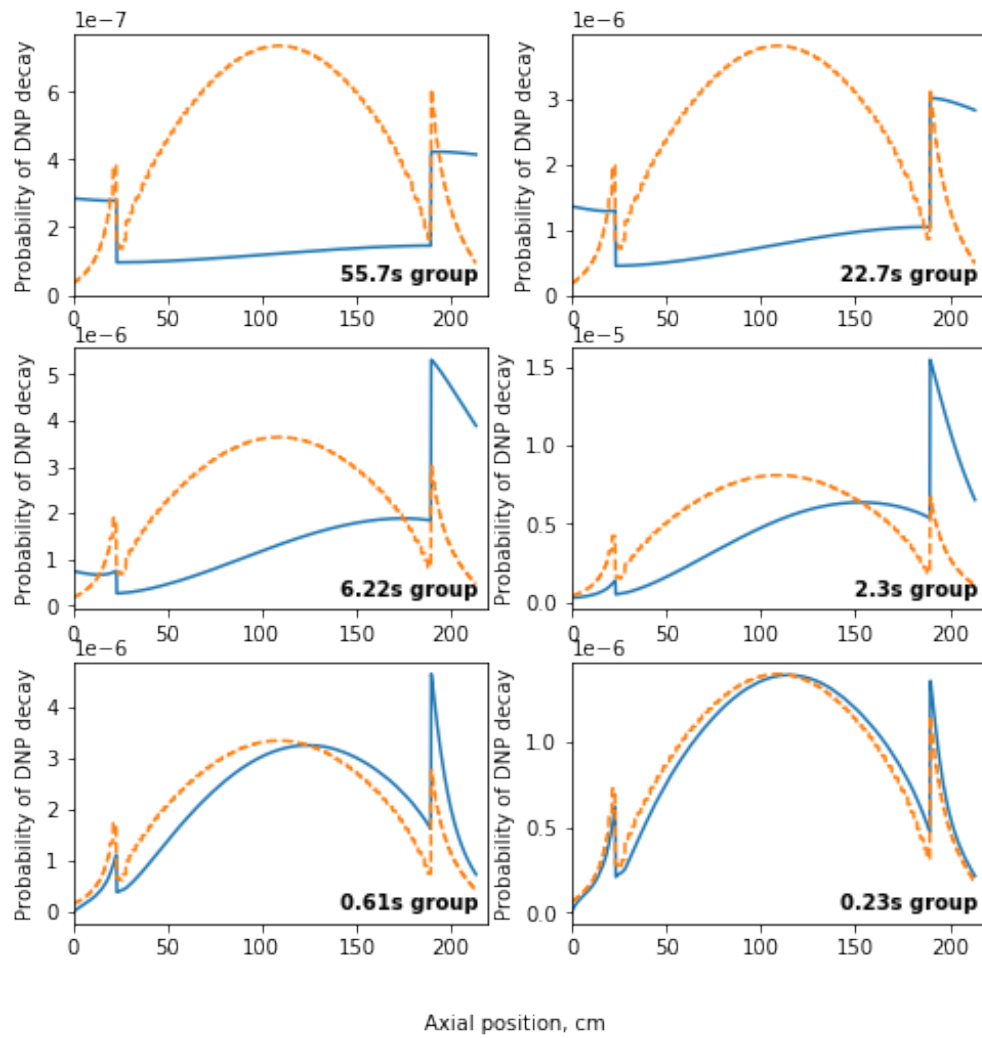 1e−7
Probability of DNP decay
6
4
2
0
0 50 100 150 200
55.7s group
1e−6
Probability of DNP decay
3
2
1
0
0 50 100 150 200
22.7s group
1e−6
Probability of DNP decay
5
4
3
2
1
0
0 50 100 150 200
6.22s group
1e−5
Probability of DNP decay
1.5
1.0
0.5
0.0
0 50 100 150 200
2.3s group
1e−6
Probability of DNP decay
4
3
2
1
0
0 50 100 150 200
0.61s group
1e−6
Probability of DNP decay
1.0
0.5
0.0
0 50 100 150 200
0.23s group
Axial position, cm